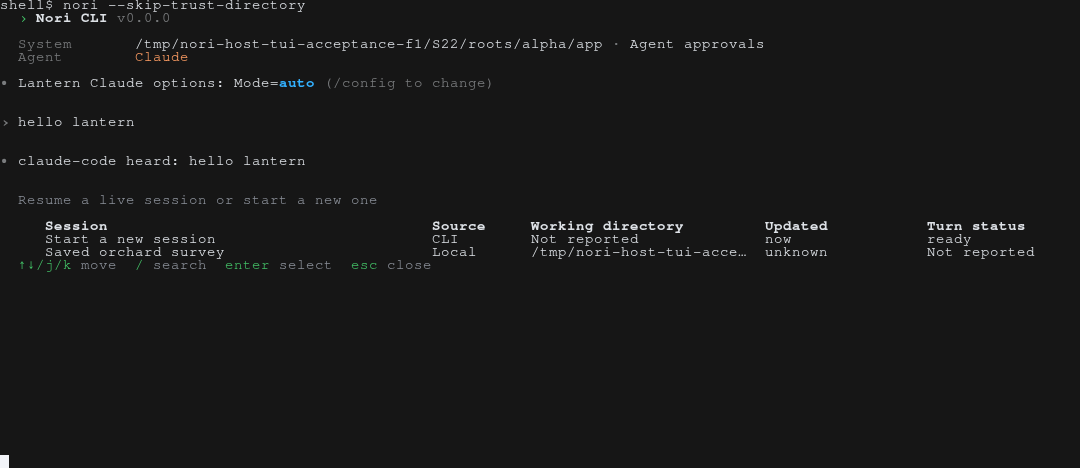 shell$ nori --skip-trust-directory
› Nori CLI v0.0.0
System /tmp/nori-host-tui-acceptance-f1/S22/roots/alpha/app · Agent approvals
Agent Claude
• Lantern Claude options: Mode=auto (/config to change)
› hello lantern
• claude-code heard: hello lantern
Resume a live session or start a new one
Session Source Working directory Updated Turn status
Start a new session CLI Not reported now ready
Saved orchard survey Local /tmp/nori-host-tui-acce… unknown Not reported
↑↓/j/k move / search enter select esc close